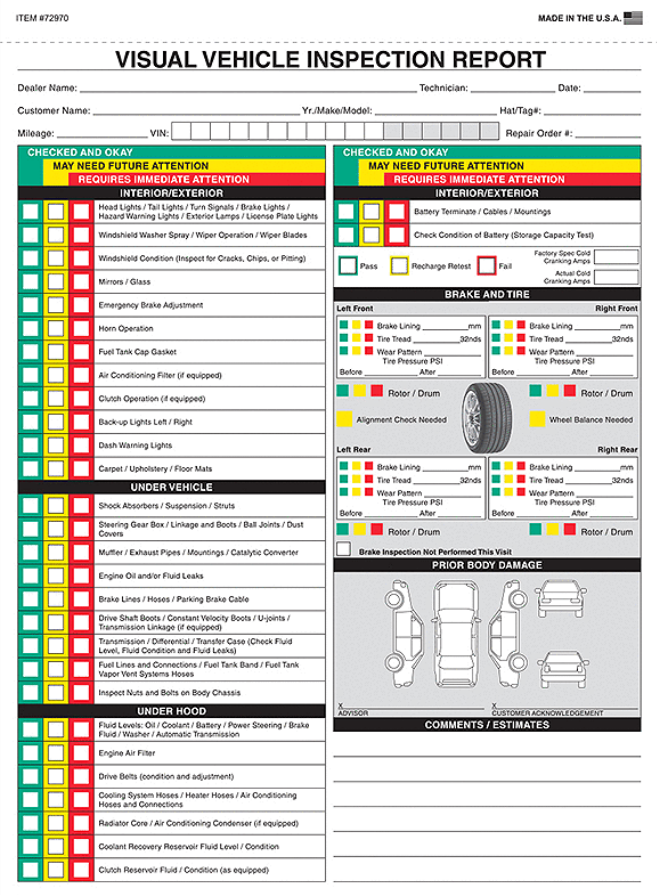 ITEM #72970
MADE IN THE U.S.A.
VISUAL VEHICLE INSPECTION REPORT
Dealer Name: Technician: Date:
Customer Name: Yr./Make/Model: Hat/Tag#:
Mileage: VIN: Repair Order #:
CHECKED AND OKAY
MAY NEED FUTURE ATTENTION
REQUIRES IMMEDIATE ATTENTION
INTERIOR/EXTERIOR
Head Lights / Tail Lights / Turn Signals / Brake Lights /
Hazard Warning Lights / Exterior Lamps / License Plate Lights
Windshield Washer Spray / Wiper Operation / Wiper Blades
Windshield Condition (Inspect for Cracks, Chips, or Pitting)
Mirrors / Glass
Emergency Brake Adjustment
Horn Operation
Fuel Tank Cap Gasket
Air Conditioning Filter (if equipped)
Clutch Operation (if equipped)
Back-up Lights Left / Right
Dash Warning Lights
Carpet / Upholstery / Floor Mats
UNDER VEHICLE
Shock Absorbers / Suspension / Struts
Steering Gear Box / Linkage and Boots / Ball Joints / Dust
Covers
Muffler / Exhaust Pipes / Mountings / Catalytic Converter
Engine Oil and/or Fluid Leaks
Brake Lines / Hoses / Parking Brake Cable
Drive Shaft Boots / Constant Velocity Boots / U-joints /
Transmission Linkage (if equipped)
Transmission / Differential / Transfer Case (Check Fluid
Level, Fluid Condition and Fluid Leaks)
Fuel Lines and Connections / Fuel Tank Band / Fuel Tank
Vapor Vent Systems Hoses
Inspect Nuts and Bolts on Body Chassis
UNDER HOOD
Fluid Levels: Oil / Coolant / Battery / Power Steering / Brake
Fluid / Washer / Automatic Transmission
Engine Air Filter
Drive Belts (condition and adjustment)
Cooling System Hoses / Heater Hoses / Air Conditioning
Hoses and Connections
Radiator Core / Air Conditioning Condenser (if equipped)
Coolant Recovery Reservoir Fluid Level / Condition
Clutch Reservoir Fluid / Condition (as equipped)
CHECKED AND OKAY
MAY NEED FUTURE ATTENTION
REQUIRES IMMEDIATE ATTENTION
INTERIOR/EXTERIOR
Battery Terminate / Cables / Mountings
Check Condition of Battery (Storage Capacity Test)
Pass Recharge Retest Fail
Factory Spec Cold
Cranking Amps
Actual Cold
Cranking Amps
BRAKE AND TIRE
Left Front Right Front
Brake Lining mm Brake Lining mm
Tire Tread 32nds Tire Tread 32nds
Wear Pattern Wear Pattern
Tire Pressure PSI Tire Pressure PSI
Before After Before After
Rotor / Drum Rotor / Drum
Alignment Check Needed Wheel Balance Needed
Left Rear Right Rear
Brake Lining mm Brake Lining mm
Tire Tread 32nds Tire Tread 32nds
Wear Pattern Wear Pattern
Tire Pressure PSI Tire Pressure PSI
Before After Before After
Rotor / Drum Rotor / Drum
Brake Inspection Not Performed This Visit
PRIOR BODY DAMAGE
X X
ADVISOR CUSTOMER ACKNOWLEDGEMENT
COMMENTS / ESTIMATES